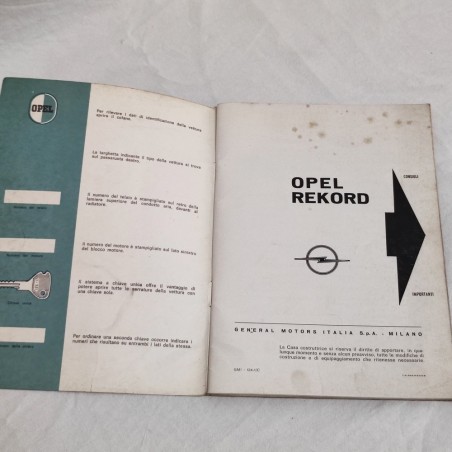 OPEL
Per rilevare i dati di identificazione della vettura
aprire il cofano.
La targhetta indicante il tipo della vettura si trova
sul passaruota destro.
Il numero del telaio è stampigliato sul lato della
lamiera superiore del condotto aria, davanti al
radiatore.
Il numero del motore è stampigliato sul lato sinistro
del blocco motore.
Il sistema a chiave unica offre il vantaggio di
potere aprire tutte le serrature della vettura con
una chiave sola.
Per ordinare una seconda chiave occorre indicare i
numeri che risultano su entrambi i lati della stessa.
OPEL
REKORD
CONSIGLI
IMPORTANTI
GENERAL MOTORS ITALIA S.p.A. - MILANO
La Casa costruttrice si riserva il diritto di apportare, in qua-
lunque momento e senza alcun preavviso, tutte le modifiche di
costruzione e di equipaggiamento che ritenesse necessarie.